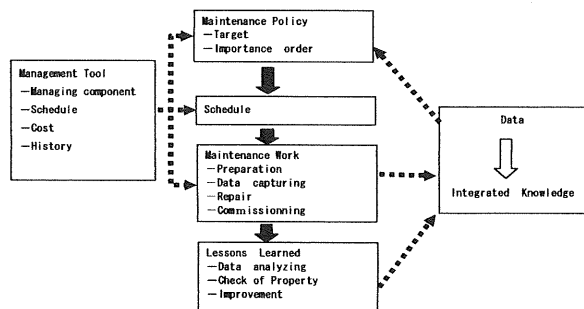 Maintenance Policy
—Target
—Importance order
Management Tool
—Managing component
—Schedule
—Cost
—History
Schedule
Maintenance Work
—Preparation
—Data capturing
—Repair
—Commissionning
Lessons Learned
—Data analyzing
—Check of Property
—Improvement
Data
Integrated Knowledge